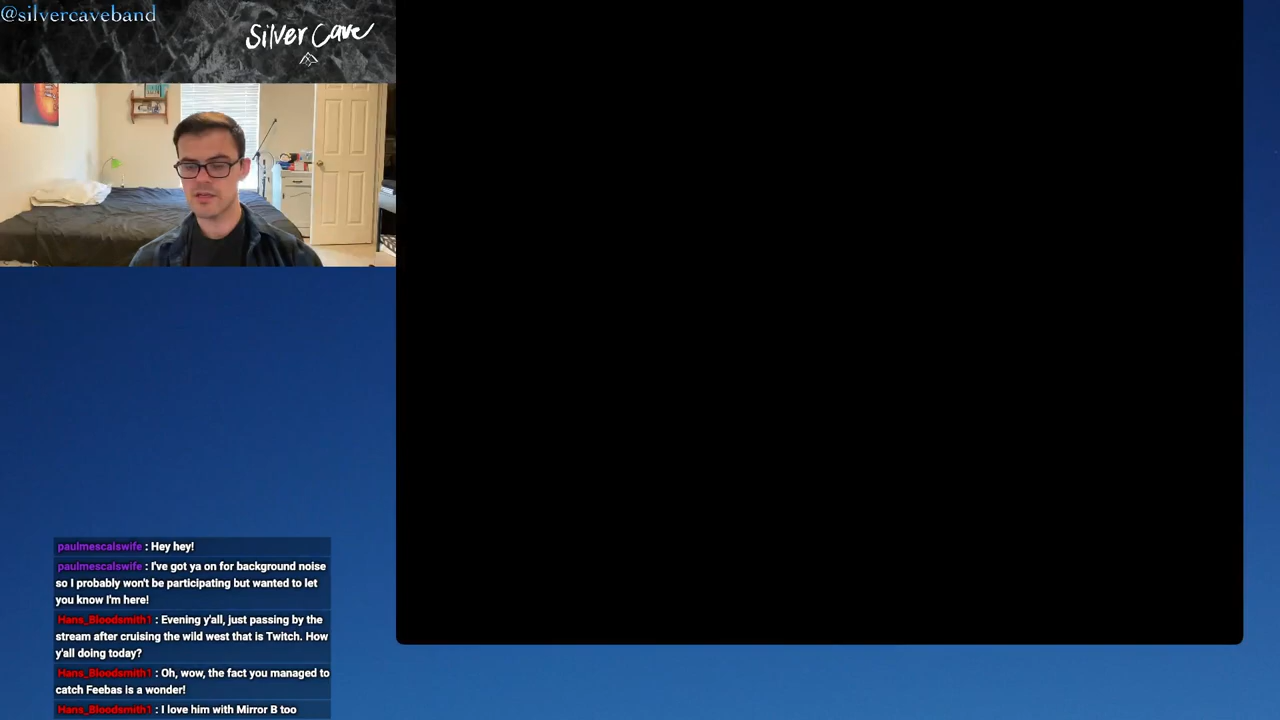 @silvercaveband
Silver Cave
paulmescalswife : Hey hey!
paulmescalswife : I've got ya on for background noise
so I probably won't be participating but wanted to let
you know I'm here!
Hans_Bloodsmith1 : Evening y'all, just passing by the
stream after cruising the wild west that is Twitch. How
y'all doing today?
Hans_Bloodsmith1 : Oh, wow, the fact you managed to
catch Feebas is a wonder!
Hans_Bloodsmith1 : I love him with Mirror B too